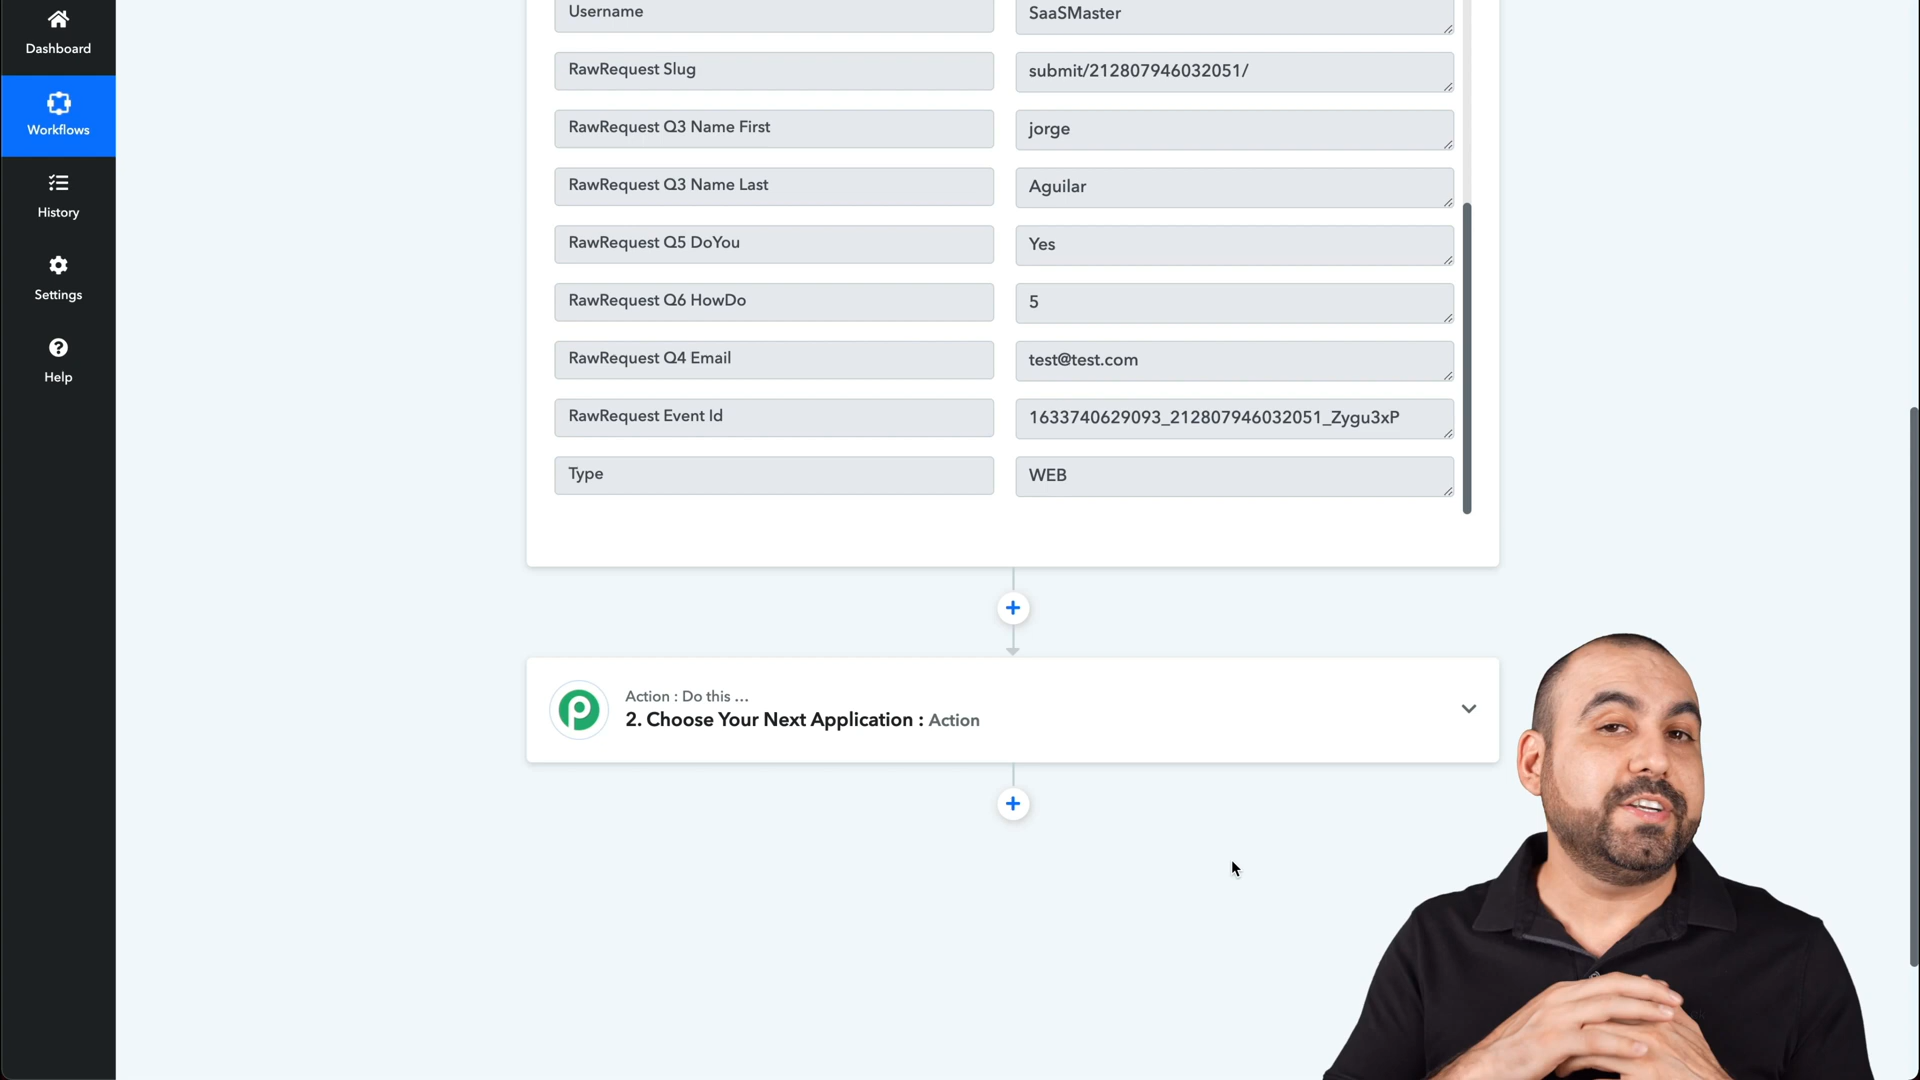 Dashboard
Workflows
History
Settings
Help
Username
SaaSMaster
RawRequest Slug
submit/212807946032051/
RawRequest Q3 Name First
jorge
RawRequest Q3 Name Last
Aguilar
RawRequest Q5 DoYou
Yes
RawRequest Q6 HowDo
5
RawRequest Q4 Email
test@test.com
RawRequest Event Id
1633740629093_212807946032051_Zygu3xP
Type
WEB
Action : Do this ...
2. Choose Your Next Application : Action